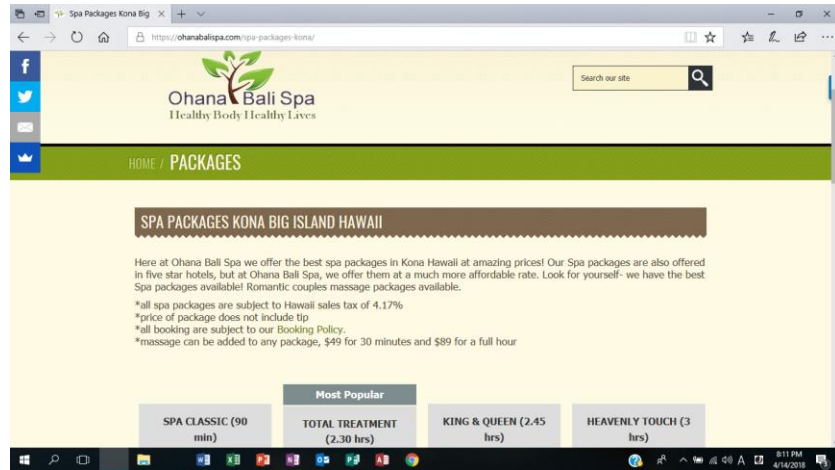 Spa Packages Kona Big
https://ohanabalispa.com/spa-packages-kona/
f
Ohana Bali Spa
Healthy Body Healthy Lives
Search our site
HOME / PACKAGES
SPA PACKAGES KONA BIG ISLAND HAWAII
Here at Ohana Bali Spa we offer the best spa packages in Kona Hawaii at amazing prices! Our Spa packages are also offered
in five star hotels, but at Ohana Bali Spa, we offer them at a much more affordable rate. Look for yourself- we have the best
Spa packages available! Romantic couples massage packages available.
*all spa packages are subject to Hawaii sales tax of 4.17%
*price of package does not include tip
*all booking are subject to our Booking Policy.
*massage can be added to any package, $49 for 30 minutes and $89 for a full hour
Most Popular
SPA CLASSIC (90
min)
TOTAL TREATMENT
(2.30 hrs)
KING & QUEEN (2.45
hrs)
HEAVENLY TOUCH (3
hrs)
8:11 PM
4/14/2018